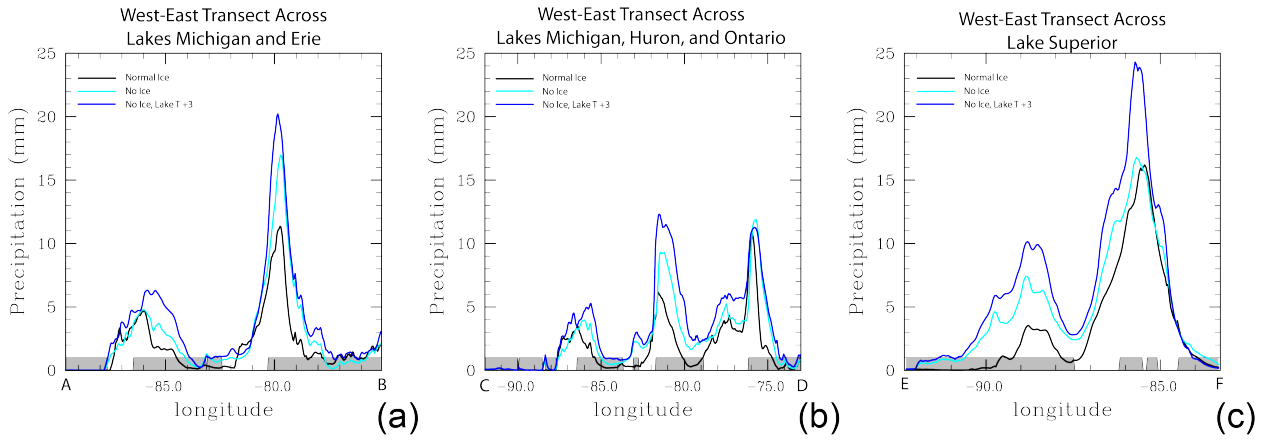 West-East Transect Across
Lakes Michigan and Erie
25
20
15
10
5
0
Precipitation (mm)
Normal Ice
No Ice
No Ice, Lake T +3
A
−85.0
−80.0
B
longitude
(a)
West-East Transect Across
Lakes Michigan, Huron, and Ontario
25
20
15
10
5
0
Precipitation (mm)
Normal Ice
No Ice
No Ice, Lake T +3
C
−90.0
−85.0
−80.0
−75.0
D
longitude
(b)
West-East Transect Across
Lake Superior
25
20
15
10
5
0
Precipitation (mm)
Normal Ice
No Ice
No Ice, Lake T +3
E
−90.0
−85.0
F
longitude
(c)